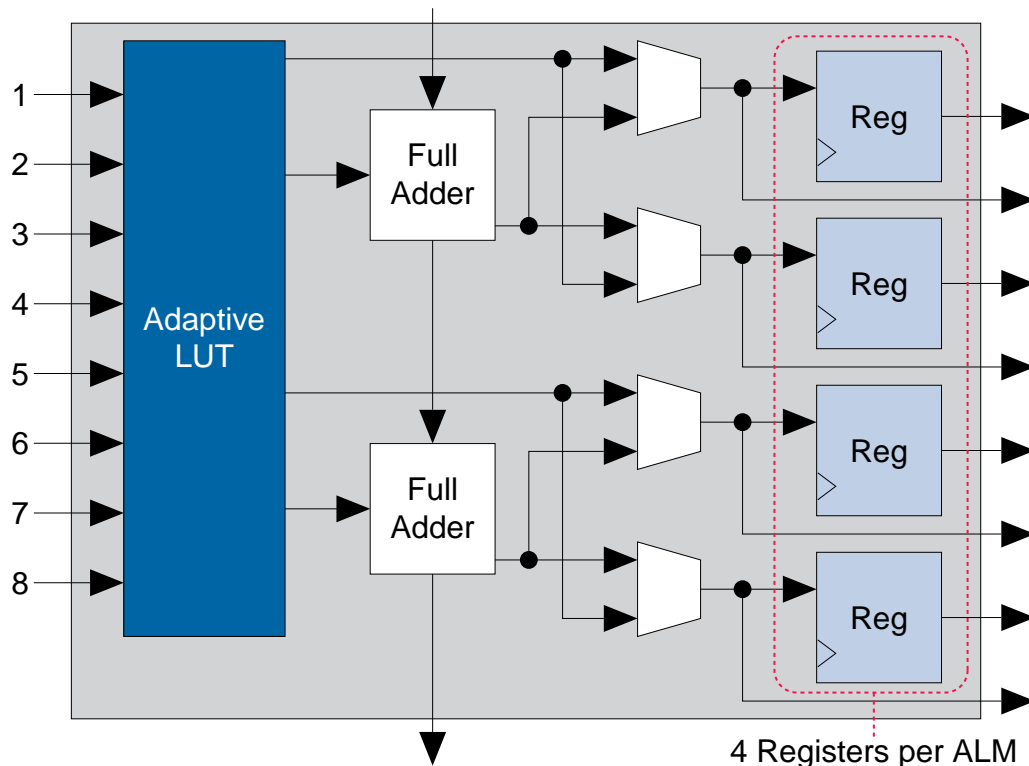 1
2
3
4
5
6
7
8
Adaptive
LUT
Full
Adder
Full
Adder
Reg
Reg
Reg
Reg
4 Registers per ALM